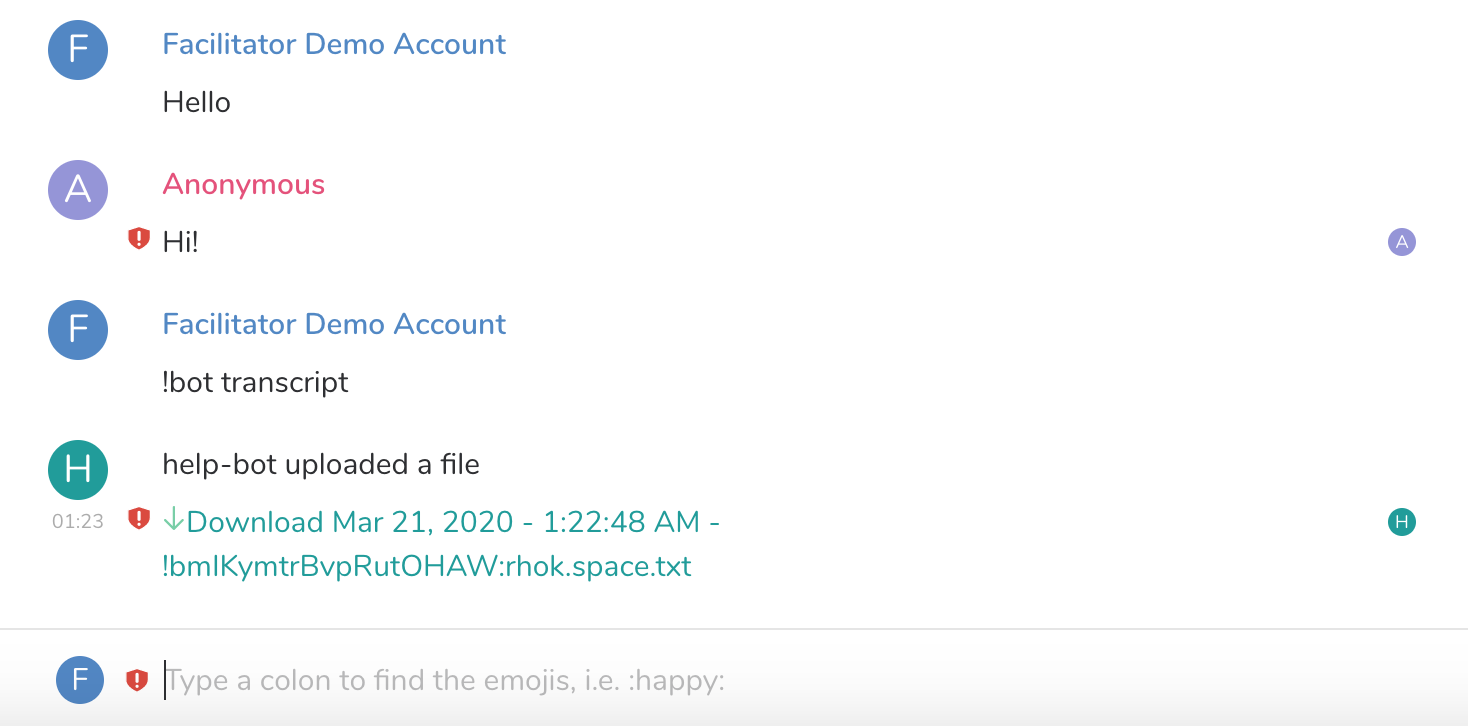 F Facilitator Demo Account
Hello
A Anonymous
Hi! A
F Facilitator Demo Account
!bot transcript
H help-bot uploaded a file
01:23 Download Mar 21, 2020 - 1:22:48 AM - H
!bmIKymtrBvpRutOHAW:rhok.space.txt
F Type a colon to find the emojis, i.e. :happy: